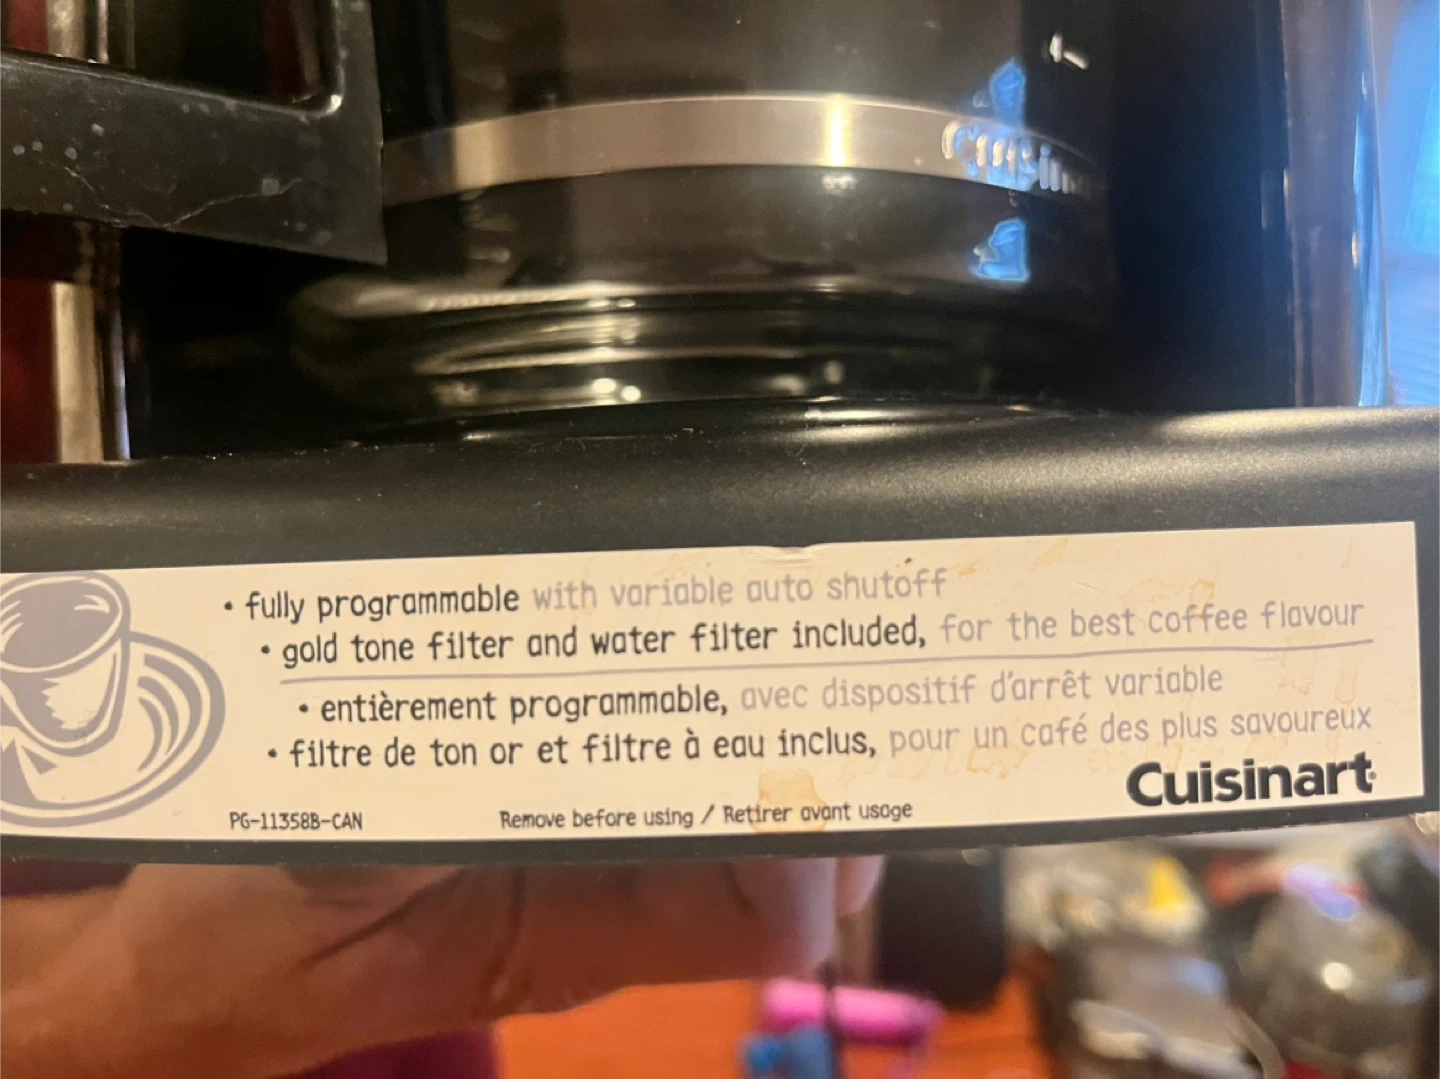 4
Cuisin
• fully programmable with variable auto shutoff
• gold tone filter and water filter included, for the best coffee flavour
• entièrement programmable, avec dispositif d'arrêt variable
• filtre de ton or et filtre à eau inclus, pour un café des plus savoureux
Cuisinart
PG-11358B-CAN Remove before using / Retirer avant usage